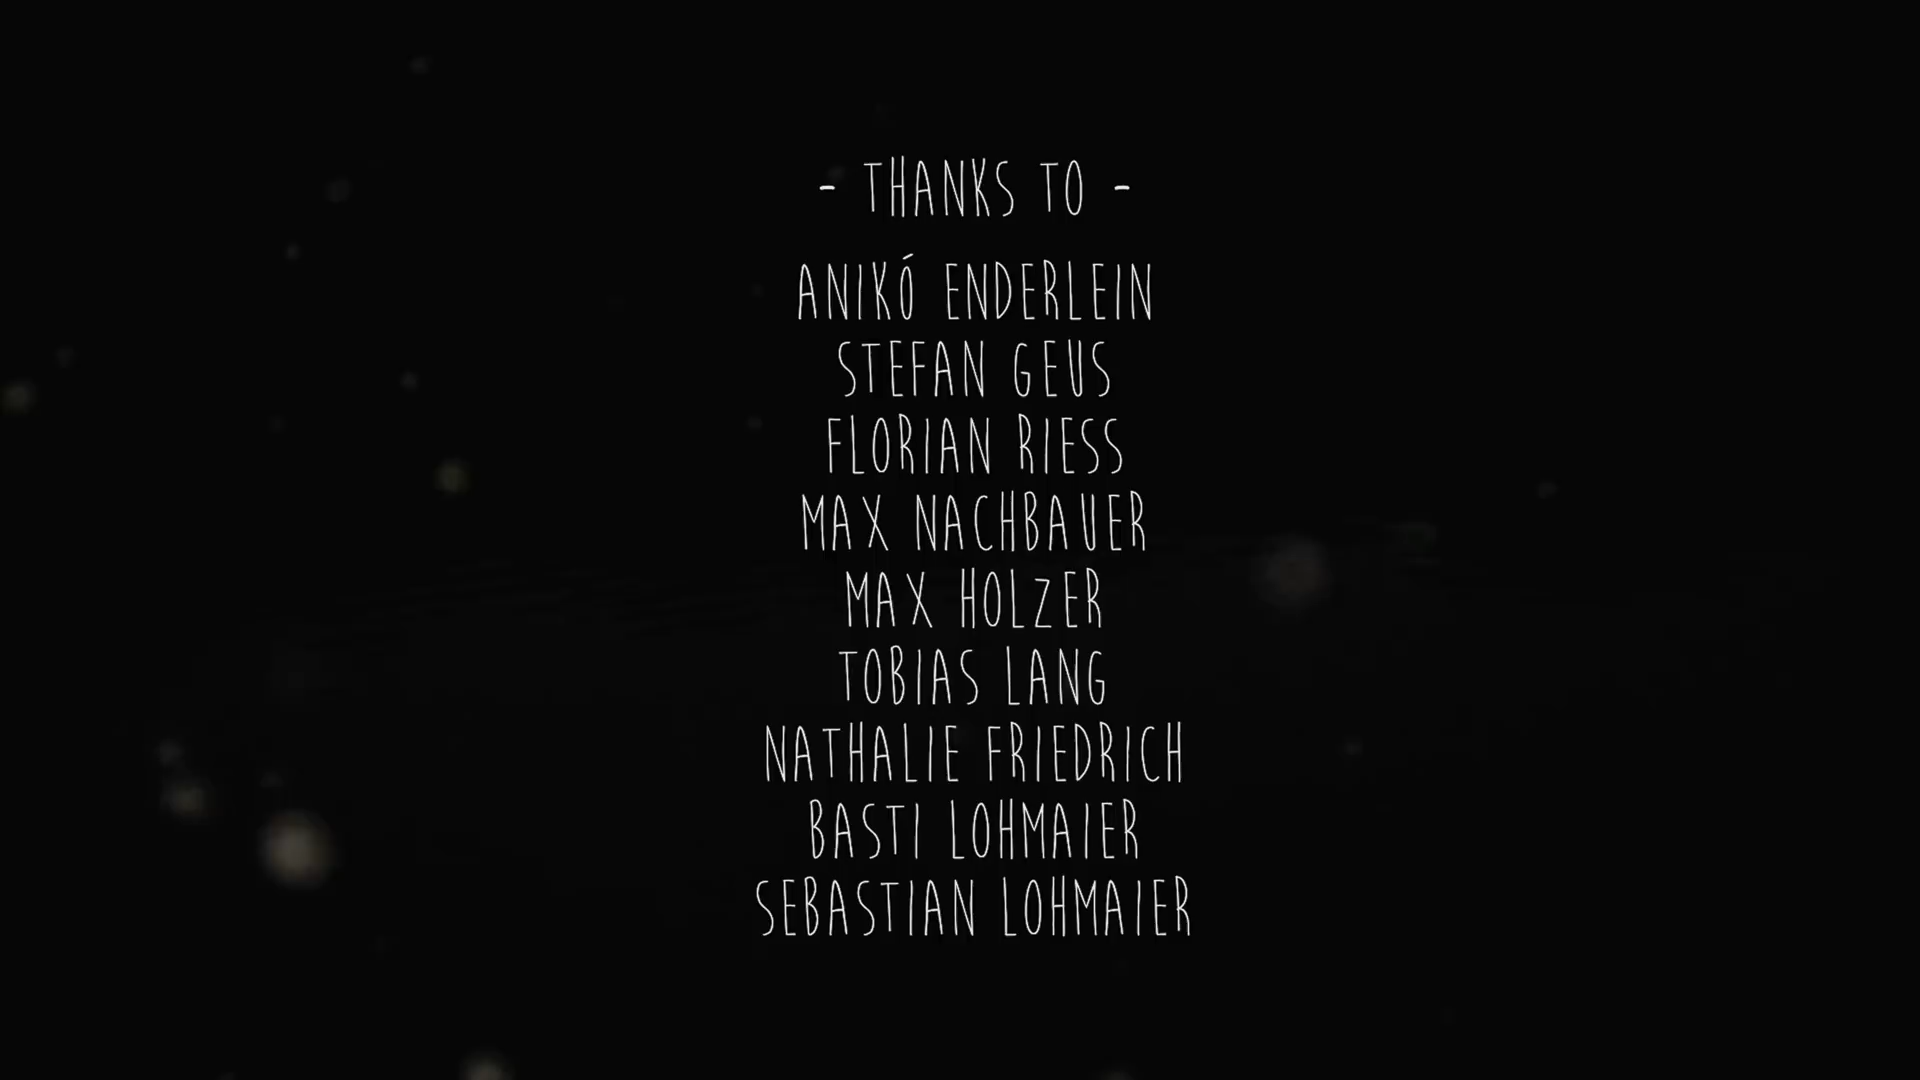 - THANKS TO -
ANIKÓ ENDERLEIN
STEFAN GEUS
FLORIAN RIESS
MAX NACHBAUER
MAX HOLZER
TOBIAS LANG
NATHALIE FRIEDRICH
BASTI LOHMAIER
SEBASTIAN LOHMAIER